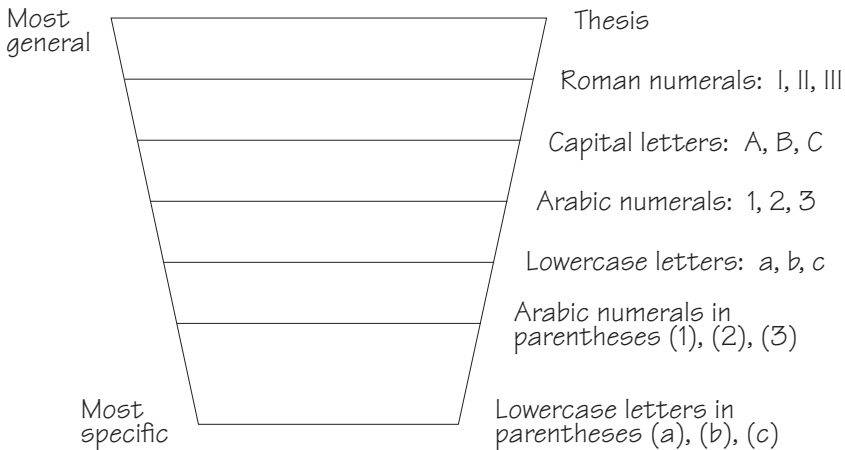 Most
general
Thesis
Roman numerals: I, II, III
Capital letters: A, B, C
Arabic numerals: 1, 2, 3
Lowercase letters: a, b, c
Arabic numerals in
parentheses (1), (2), (3)
Most
specific
Lowercase letters in
parentheses (a), (b), (c)